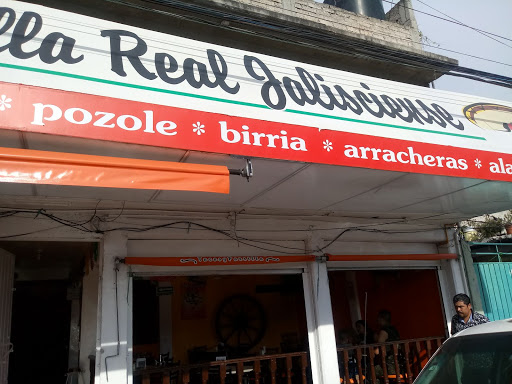 lla Real Jalisciense
* pozole * birria * arracheras * ala